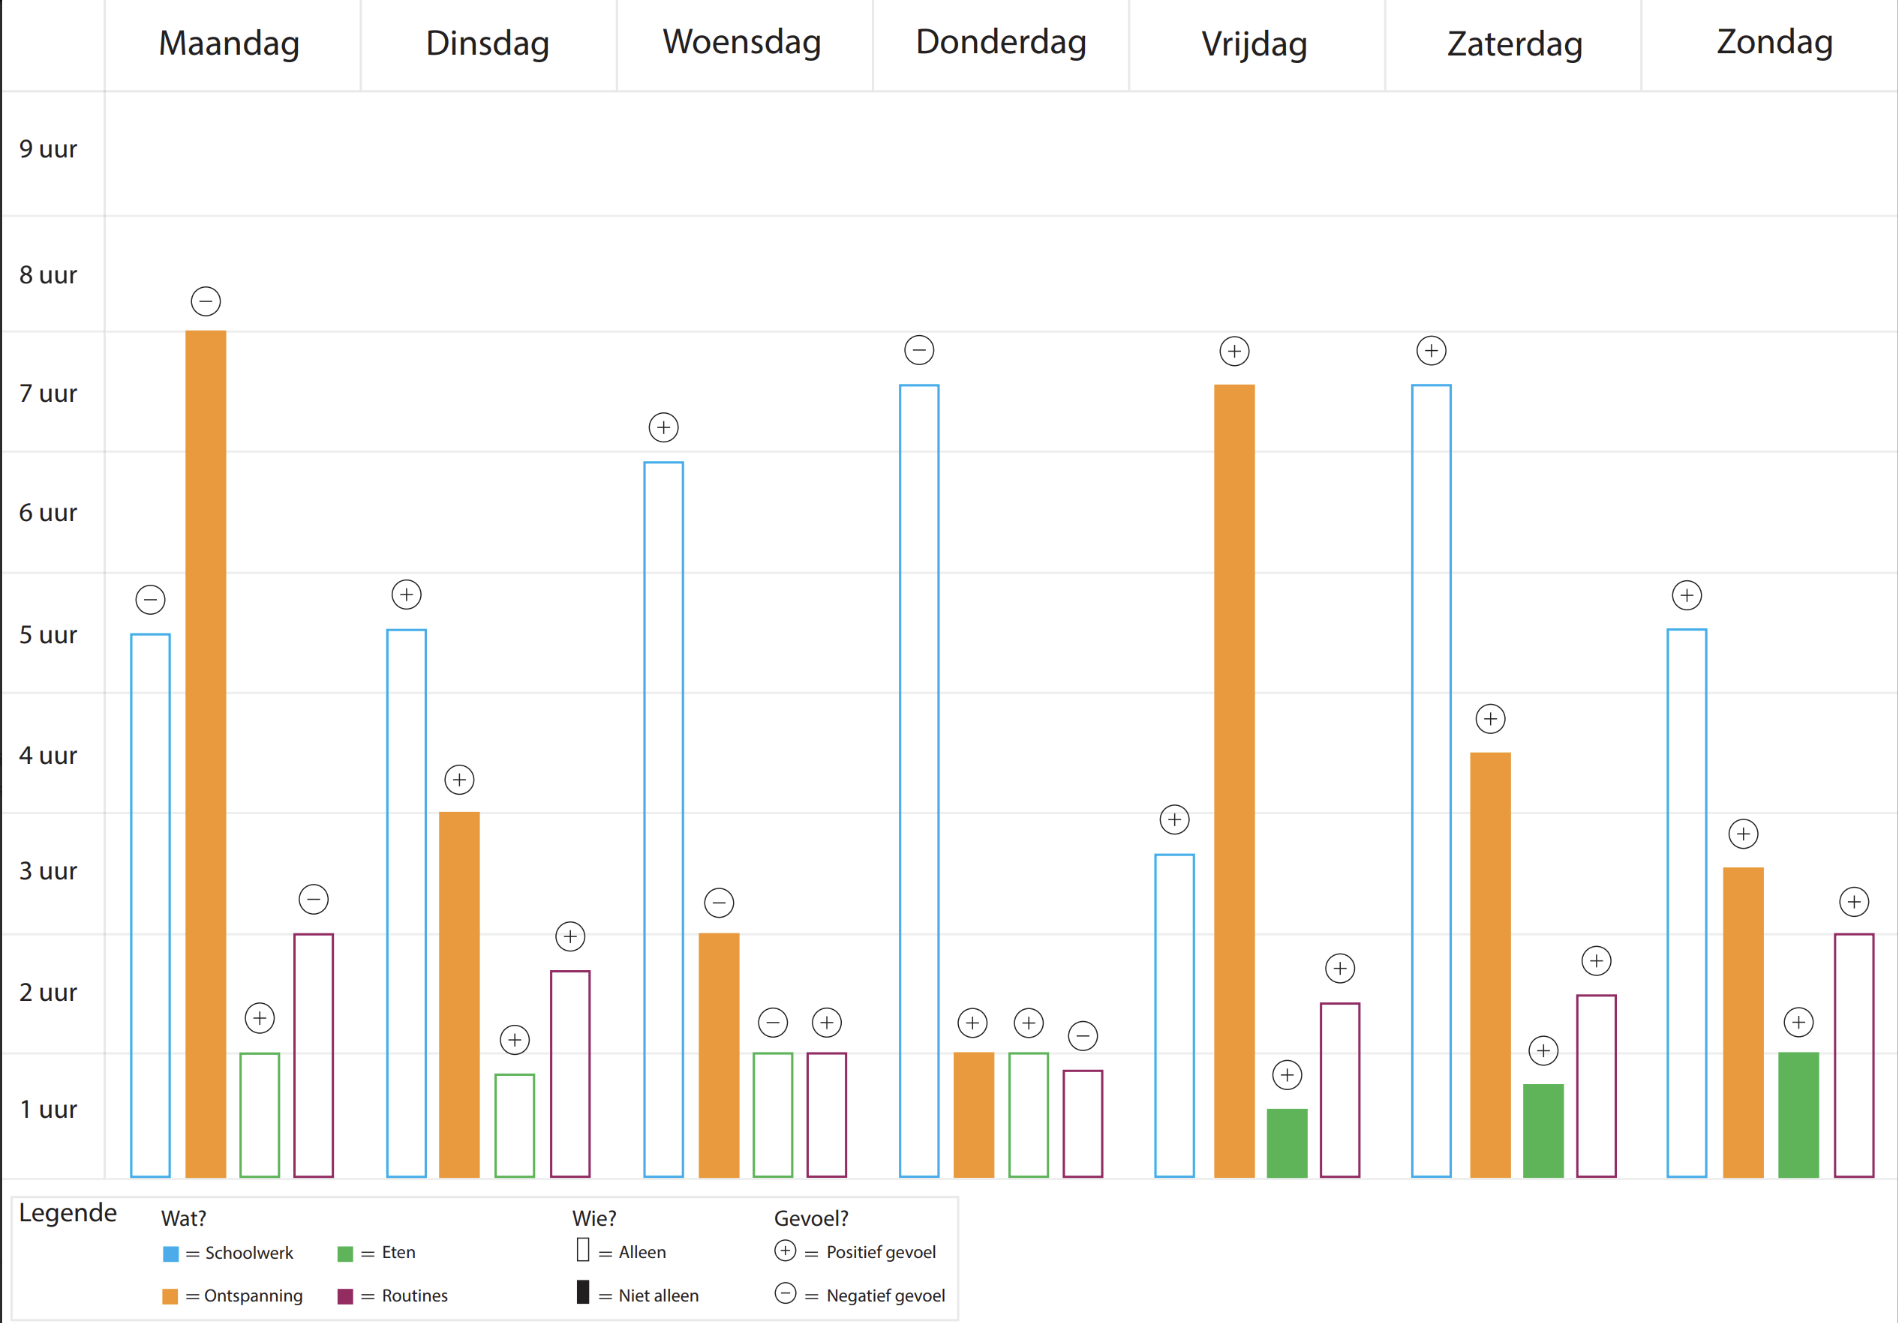 Maandag Dinsdag Woensdag Donderdag Vrijdag Zaterdag Zondag
9 uur
8 uur
7 uur
6 uur
5 uur
4 uur
3 uur
2 uur
1 uur
Legende Wat? Wie? Gevoel?
= Schoolwerk = Eten = Alleen + = Positief gevoel
= Ontspanning = Routines = Niet alleen − = Negatief gevoel